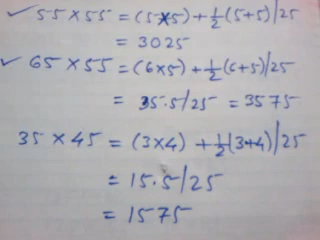 ✓ 55 × 55 = (5×5) + 1/2 (5+5) / 25
= 3025
✓ 65 × 55 = (6×5) + 1/2 (6+5) / 25
= 35.5 / 25 = 3575
35 × 45 = (3×4) + 1/2 (3+4) / 25
= 15.5 / 25
= 1575